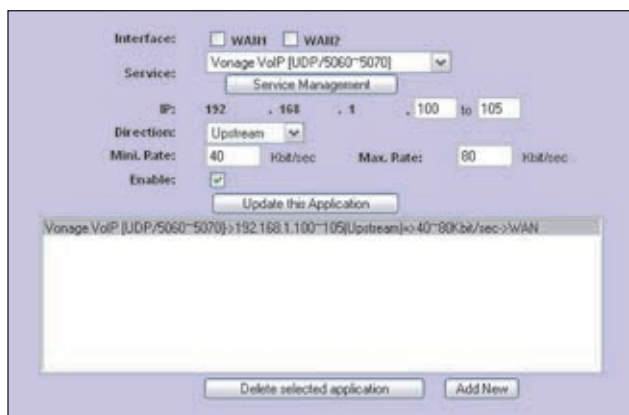 Interface: WAN1 WAN2
Service: Vonage VoIP [UDP/5060~5070]
Service Management
IP: 192 . 168 . 1 . 100 to 105
Direction: Upstream
Mini. Rate: 40 Kbit/sec Max. Rate: 80 Kbit/sec
Enable:
Update this Application
Vonage VoIP [UDP/5060~5070]->192.168.1.100~105(Upstream)=>40~80Kbit/sec->WAN
Delete selected application Add New